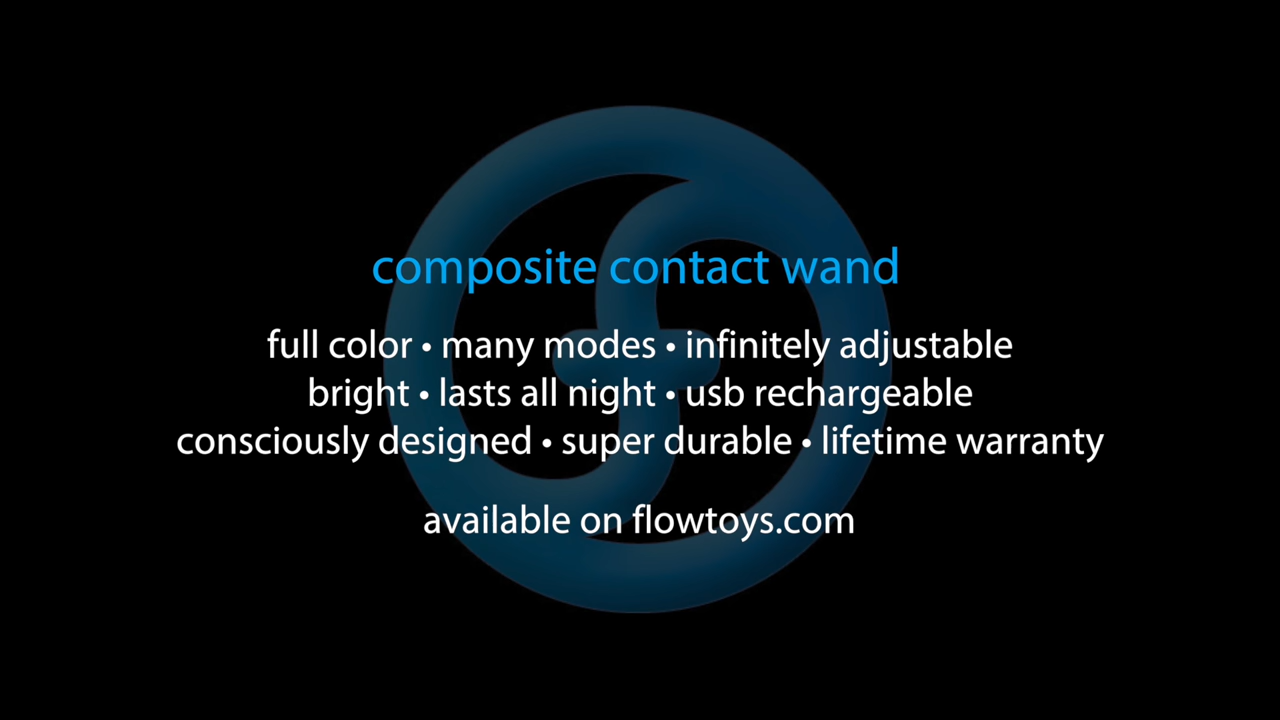 composite contact wand
full color • many modes • infinitely adjustable
bright • lasts all night • usb rechargeable
consciously designed • super durable • lifetime warranty
available on flowtoys.com